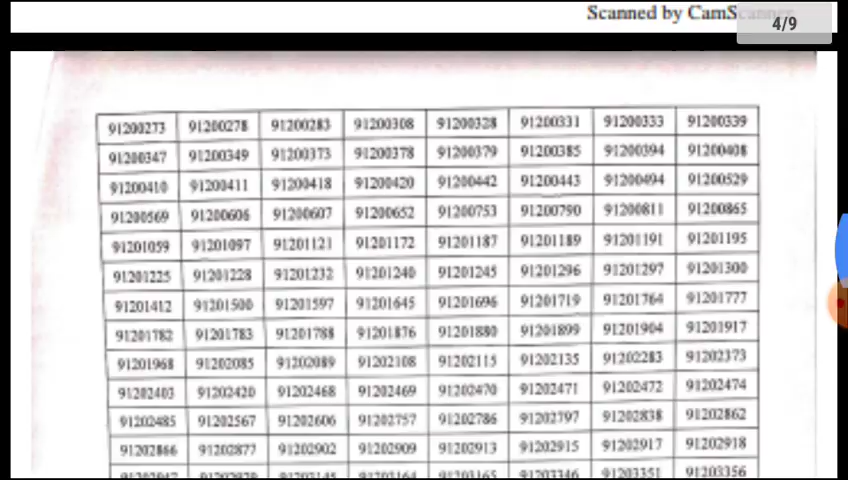 Scanned by CamScanner
4/9
91200273 91200278 91200283 91200308 91200328 91200331 91200333 91200339
91200347 91200349 91200373 91200378 91200379 91200385 91200394 91200408
91200410 91200411 91200418 91200420 91200442 91200443 91200494 91200529
91200569 91200606 91200607 91200652 91200753 91200790 91200811 91200865
91201059 91201097 91201121 91201172 91201187 91201189 91201191 91201195
91201225 91201228 91201232 91201240 91201245 91201296 91201297 91201300
91201412 91201500 91201597 91201645 91201696 91201719 91201764 91201777
91201782 91201783 91201788 91201876 91201880 91201899 91201904 91201917
91201968 91202085 91202089 91202108 91202115 91202135 91202283 91202373
91202403 91202420 91202468 91202469 91202470 91202471 91202472 91202474
91202485 91202567 91202606 91202757 91202786 91202797 91202838 91202862
91202866 91202877 91202902 91202909 91202913 91202915 91202917 91202918
91203346 91203351 91203356